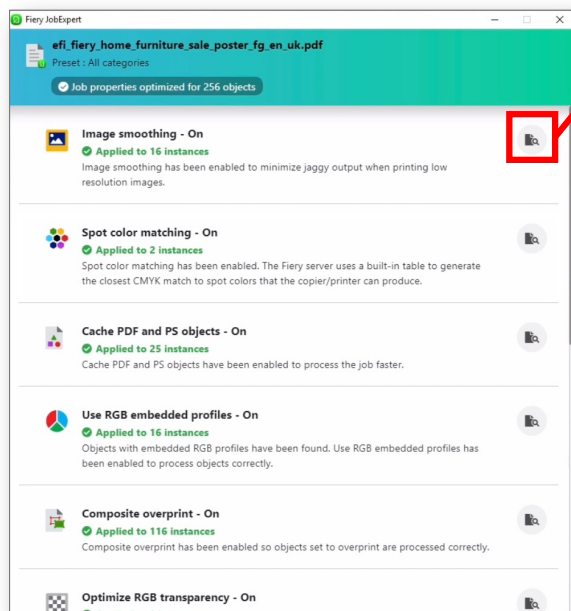 Fiery JobExpert
efi_fiery_home_furniture_sale_poster_fg_en_uk.pdf
Preset : All categories
Job properties optimized for 256 objects
Image smoothing - On
Applied to 16 instances
Image smoothing has been enabled to minimize jaggy output when printing low
resolution images.
Spot color matching - On
Applied to 2 instances
Spot color matching has been enabled. The Fiery server uses a built-in table to generate
the closest CMYK match to spot colors that the copier/printer can produce.
Cache PDF and PS objects - On
Applied to 25 instances
Cache PDF and PS objects have been enabled to process the job faster.
Use RGB embedded profiles - On
Applied to 16 instances
Objects with embedded RGB profiles have been found. Use RGB embedded profiles has
been enabled to process objects correctly.
Composite overprint - On
Applied to 116 instances
Composite overprint has been enabled so objects set to overprint are processed correctly.
Optimize RGB transparency - On